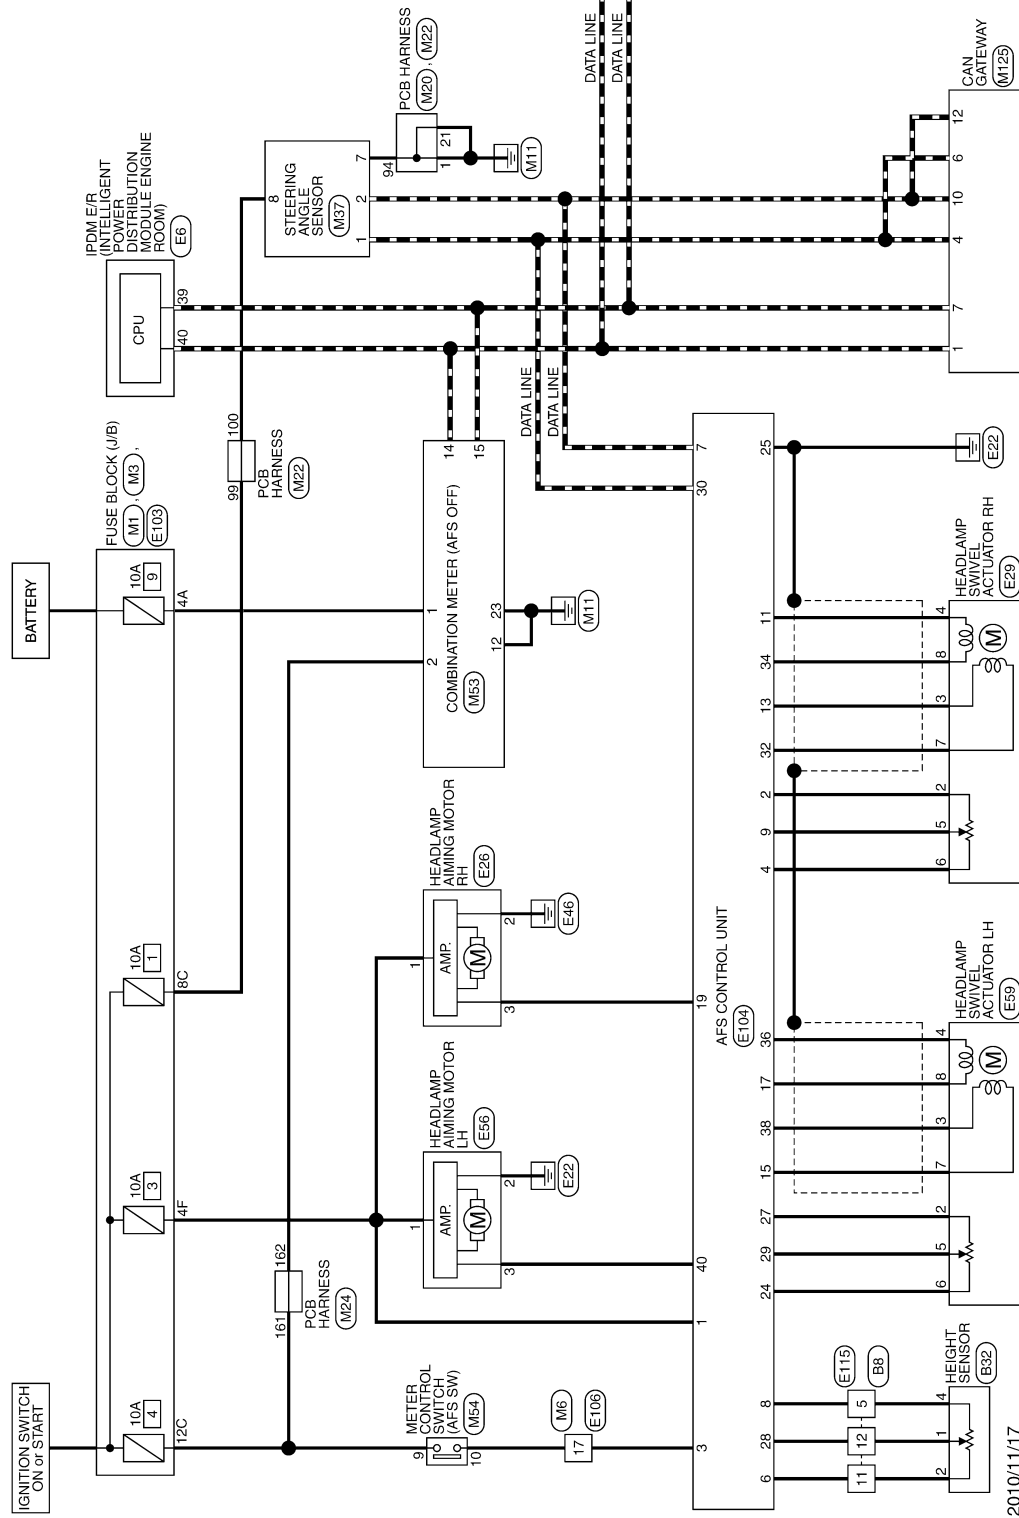 IGNITION SWITCH
ON or START
BATTERY
FUSE BLOCK (J/B)
M1 , M3 ,
E103
10A
4
12C
10A
3
4F
10A
1
8C
10A
9
4A
IPDM E/R
(INTELLIGENT
POWER
DISTRIBUTION
MODULE ENGINE
ROOM)
E6
CPU
40
39
99
100
PCB
HARNESS
M22
8
STEERING
ANGLE
SENSOR
M37
1
2
7
PCB HARNESS
M20 , M22
94
1
21
M11
DATA LINE
DATA LINE
161
162
PCB
HARNESS
M24
METER
CONTROL
SWITCH
(AFS SW)
M54
9
10
M6
E106
17
HEADLAMP
AIMING MOTOR
LH
E56
1
AMP.
M
3
2
E22
HEADLAMP
AIMING MOTOR
RH
E26
1
AMP.
M
3
2
E46
2
1
14
15
COMBINATION METER (AFS OFF)
M53
12
23
M11
DATA LINE
DATA LINE
3
1
40
19
30
7
AFS CONTROL UNIT
E104
6
28
8
24
29
27
15
38
17
36
4
9
2
32
13
34
11
25
E115
B8
11
12
5
2
1
4
HEIGHT
SENSOR
B32
6
5
2
7
3
8
4
M
HEADLAMP
SWIVEL
ACTUATOR LH
E59
6
5
2
7
3
8
4
M
HEADLAMP
SWIVEL
ACTUATOR RH
E29
E22
1
7
4
10
6
12
CAN
GATEWAY
M125
2010/11/17